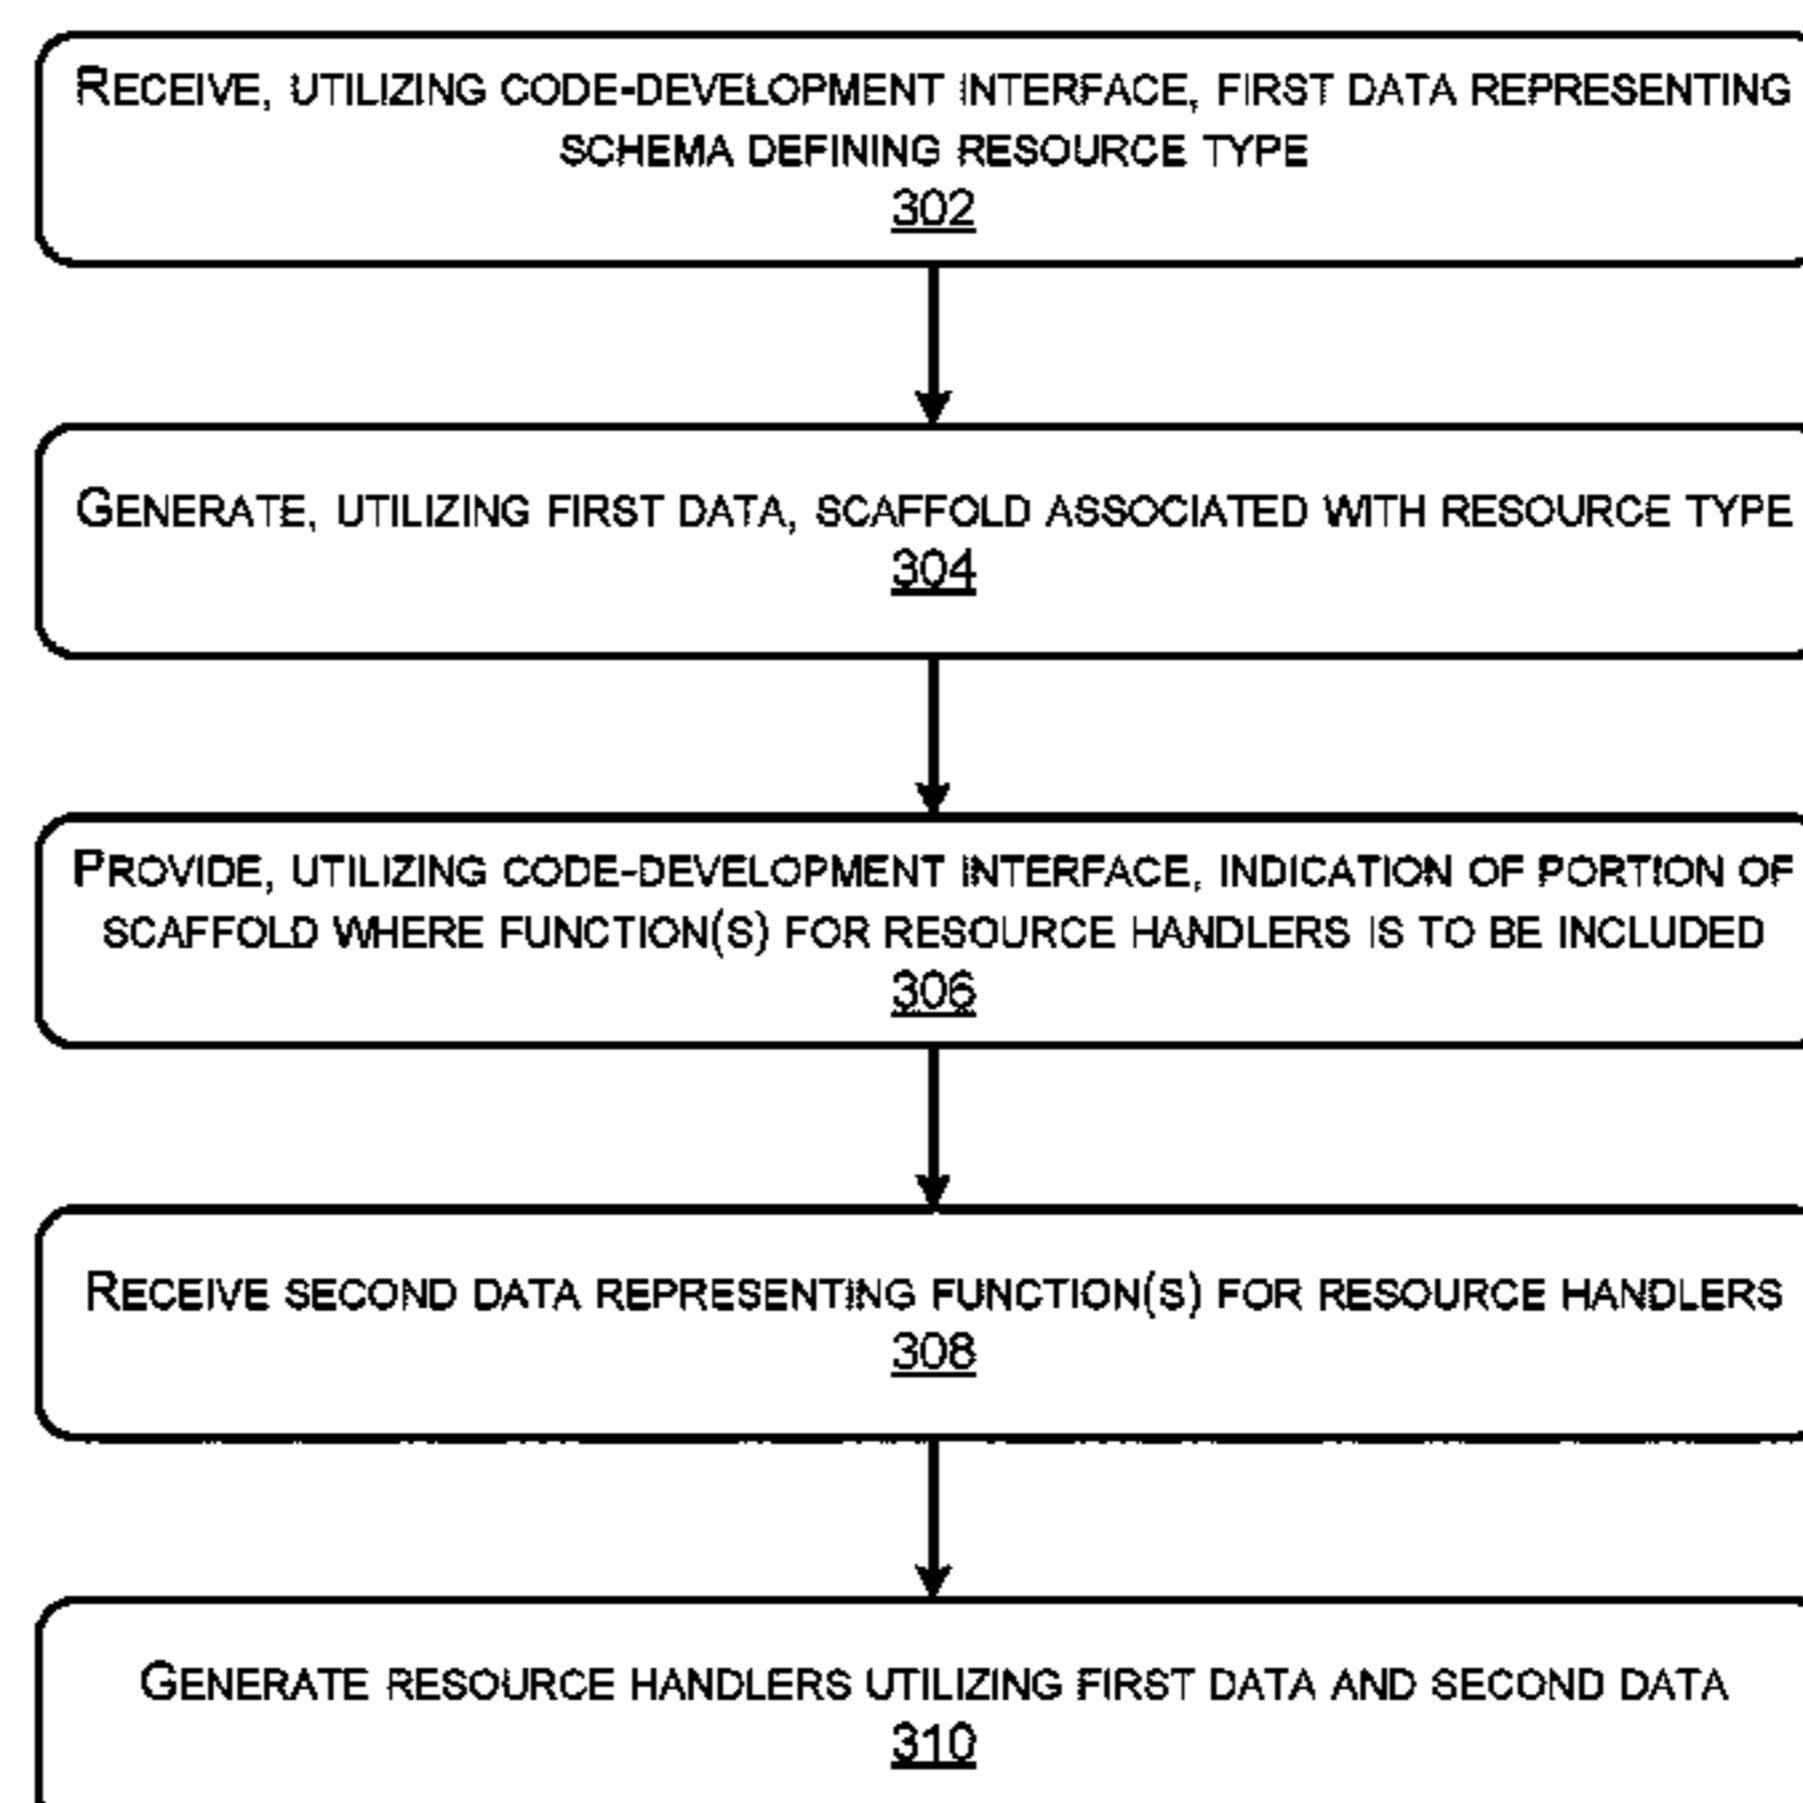 RECEIVE, UTILIZING CODE-DEVELOPMENT INTERFACE, FIRST DATA REPRESENTING
SCHEMA DEFINING RESOURCE TYPE
302
GENERATE, UTILIZING FIRST DATA, SCAFFOLD ASSOCIATED WITH RESOURCE TYPE
304
PROVIDE, UTILIZING CODE-DEVELOPMENT INTERFACE, INDICATION OF PORTION OF
SCAFFOLD WHERE FUNCTION(S) FOR RESOURCE HANDLERS IS TO BE INCLUDED
306
RECEIVE SECOND DATA REPRESENTING FUNCTION(S) FOR RESOURCE HANDLERS
308
GENERATE RESOURCE HANDLERS UTILIZING FIRST DATA AND SECOND DATA
310